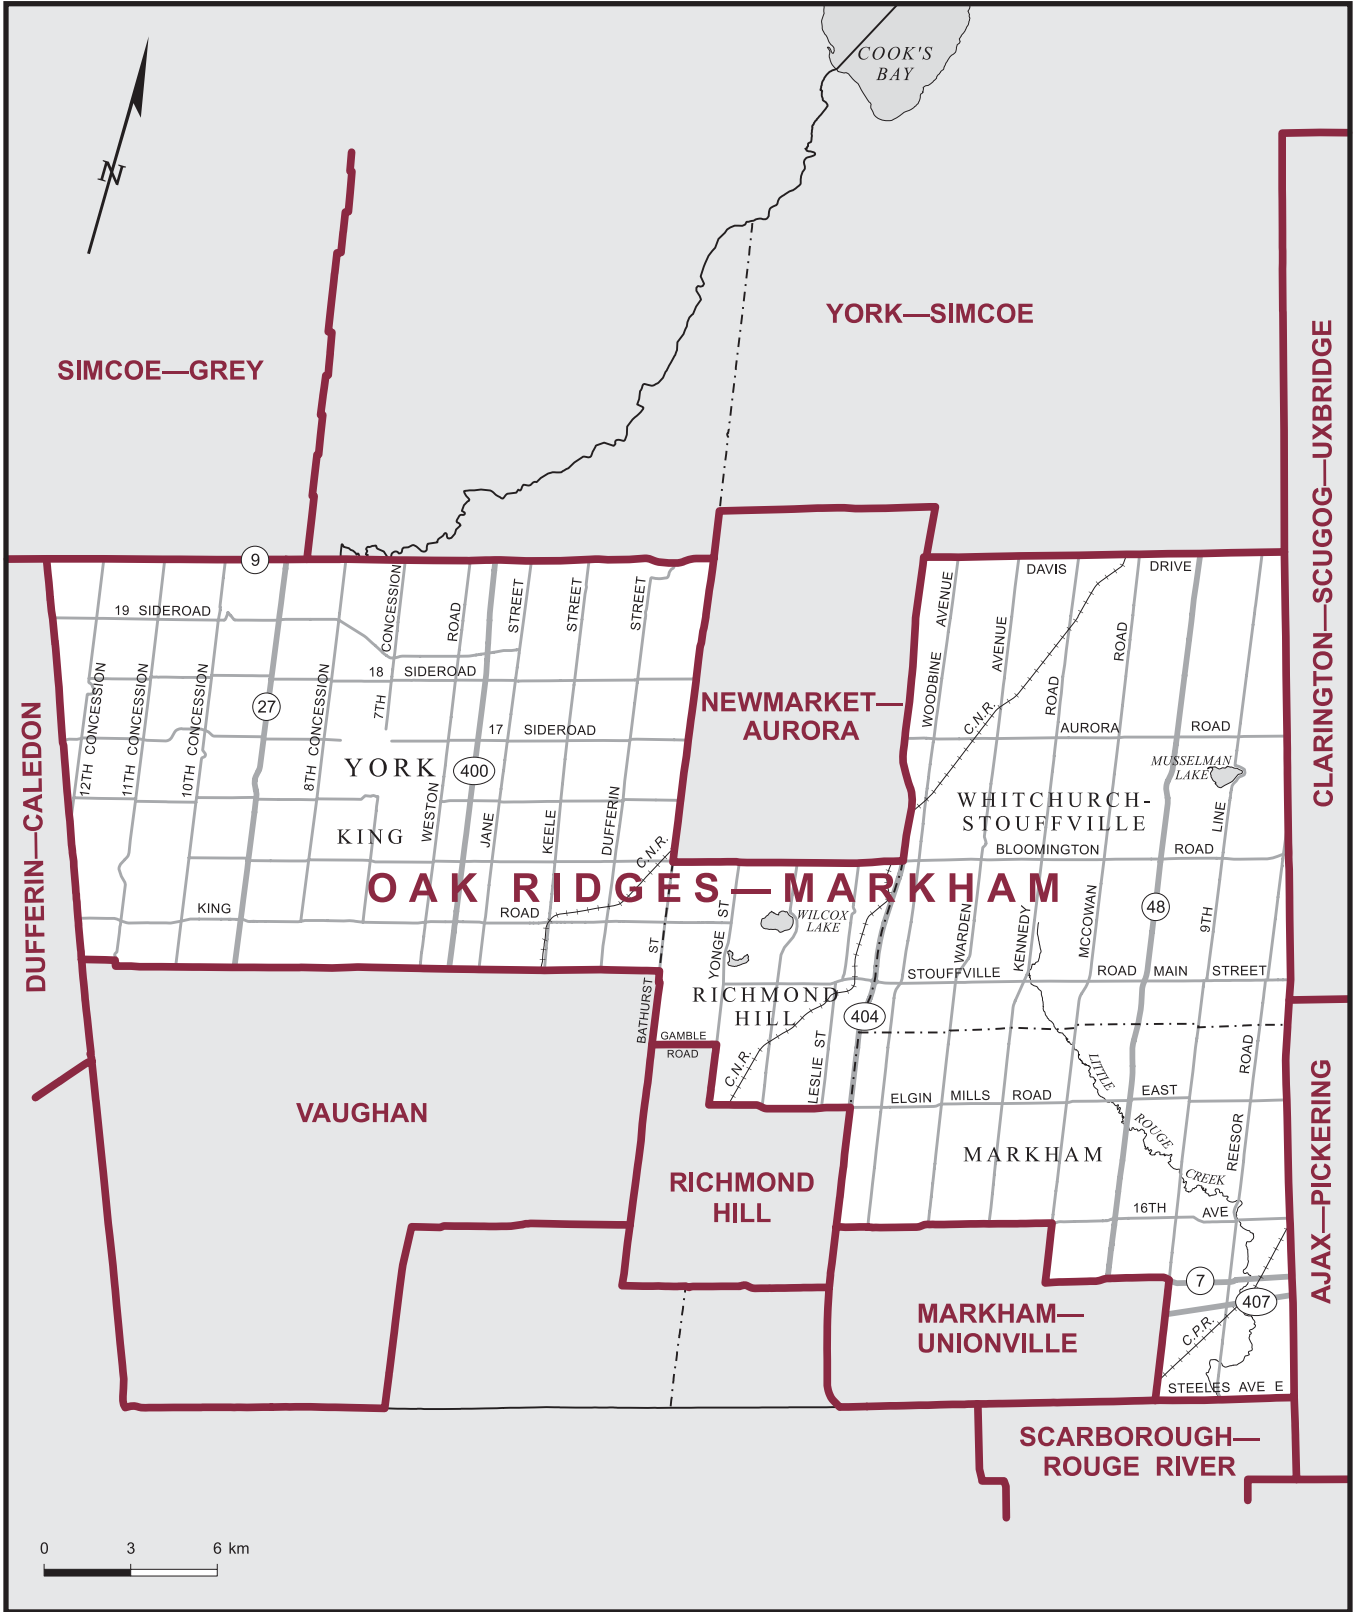 COOK'S
BAY
N
YORK—SIMCOE
SIMCOE—GREY
CLARINGTON—SCUGOG—UXBRIDGE
9
DAVIS DRIVE
19 SIDEROAD
CONCESSION
ROAD
STREET
STREET
STREET
WOODBINE AVENUE
AVENUE
ROAD
ROAD
18 SIDEROAD
12TH CONCESSION
11TH CONCESSION
10TH CONCESSION
27
8TH CONCESSION
7TH
17 SIDEROAD
NEWMARKET—
AURORA
C.N.R.
AURORA ROAD
DUFFERIN—CALEDON
YORK
400
MUSSELMAN
LAKE
KING
WESTON
JANE
KEELE
DUFFERIN
C.N.R.
WHITCHURCH-
STOUFFVILLE
LINE
BLOOMINGTON ROAD
OAK RIDGES—MARKHAM
KING ROAD
ST
YONGE ST
WILCOX
LAKE
WARDEN
KENNEDY
MCCOWAN
48
9TH
STOUFFVILLE ROAD MAIN STREET
RICHMOND
HILL
BATHURST
404
GAMBLE
ROAD
C.N.R.
LESLIE ST
LITTLE
ROUGE
CREEK
ROAD
REESOR
ELGIN MILLS ROAD EAST
VAUGHAN
MARKHAM
RICHMOND
HILL
16TH AVE
AJAX—PICKERING
7
407
MARKHAM—
UNIONVILLE
C.P.R.
STEELES AVE E
SCARBOROUGH—
ROUGE RIVER
0 3 6 km